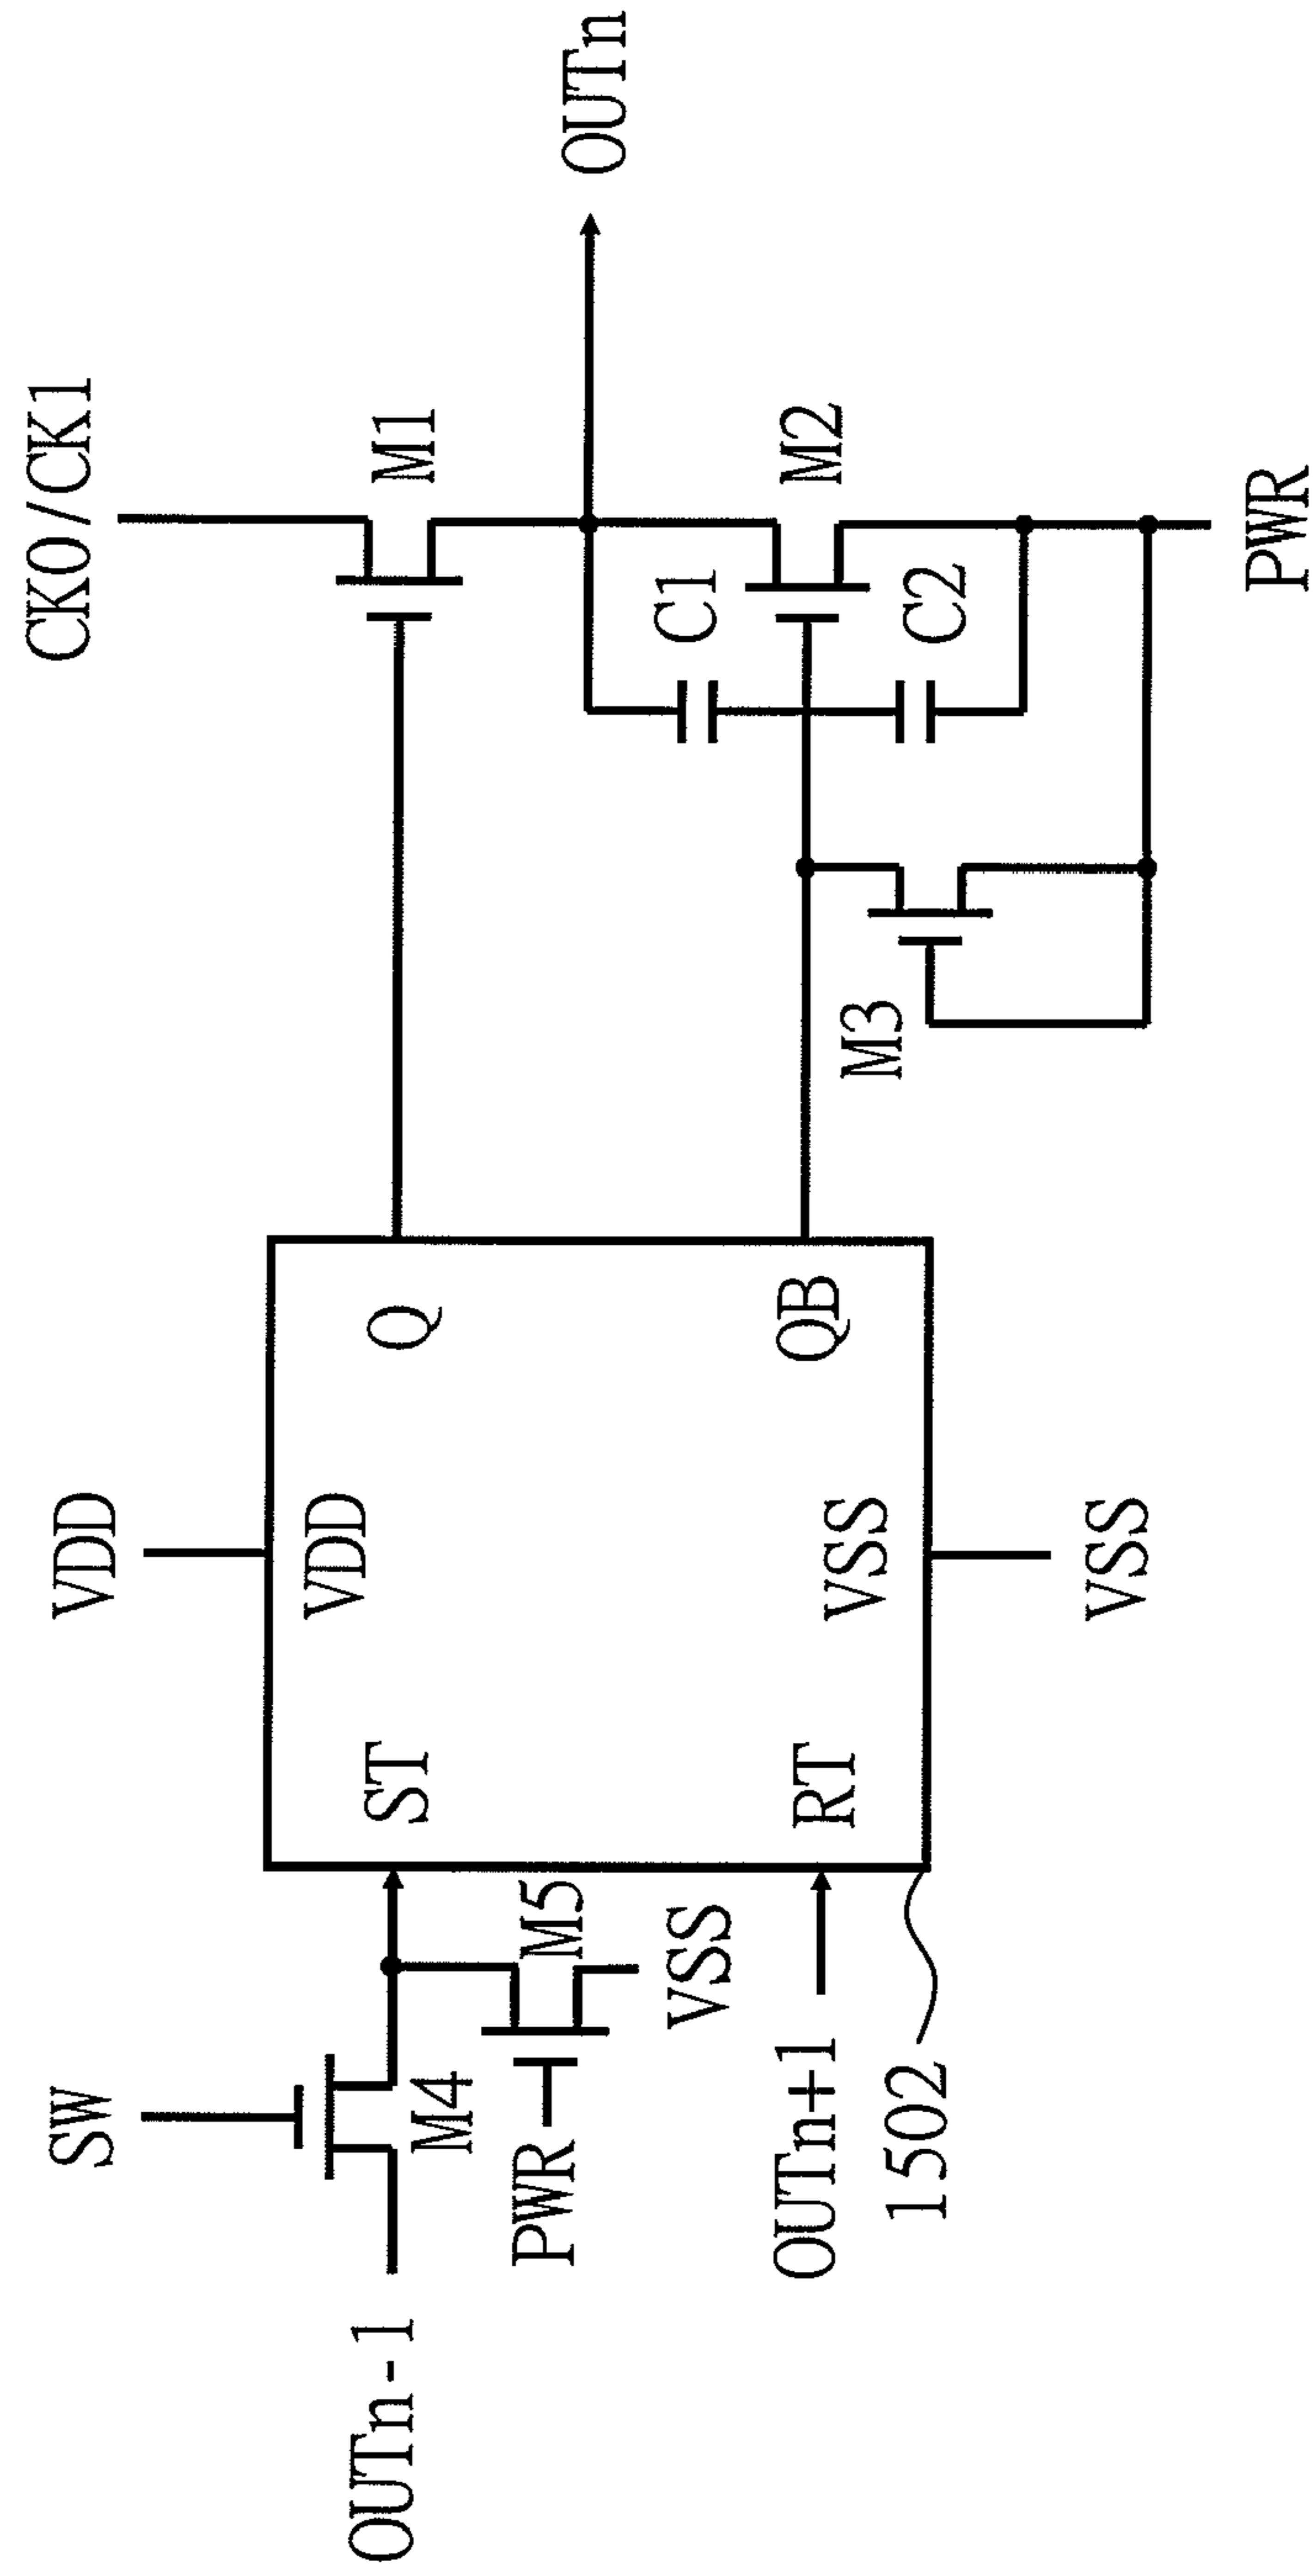 CK0/CK1
SW
VDD
M1
OUTn-1
M4
ST
VDD
Q
OUTn
PWR
M5
C1
VSS
M2
OUTn+1
RT
VSS
QB
C2
M3
1502
VSS
PWR